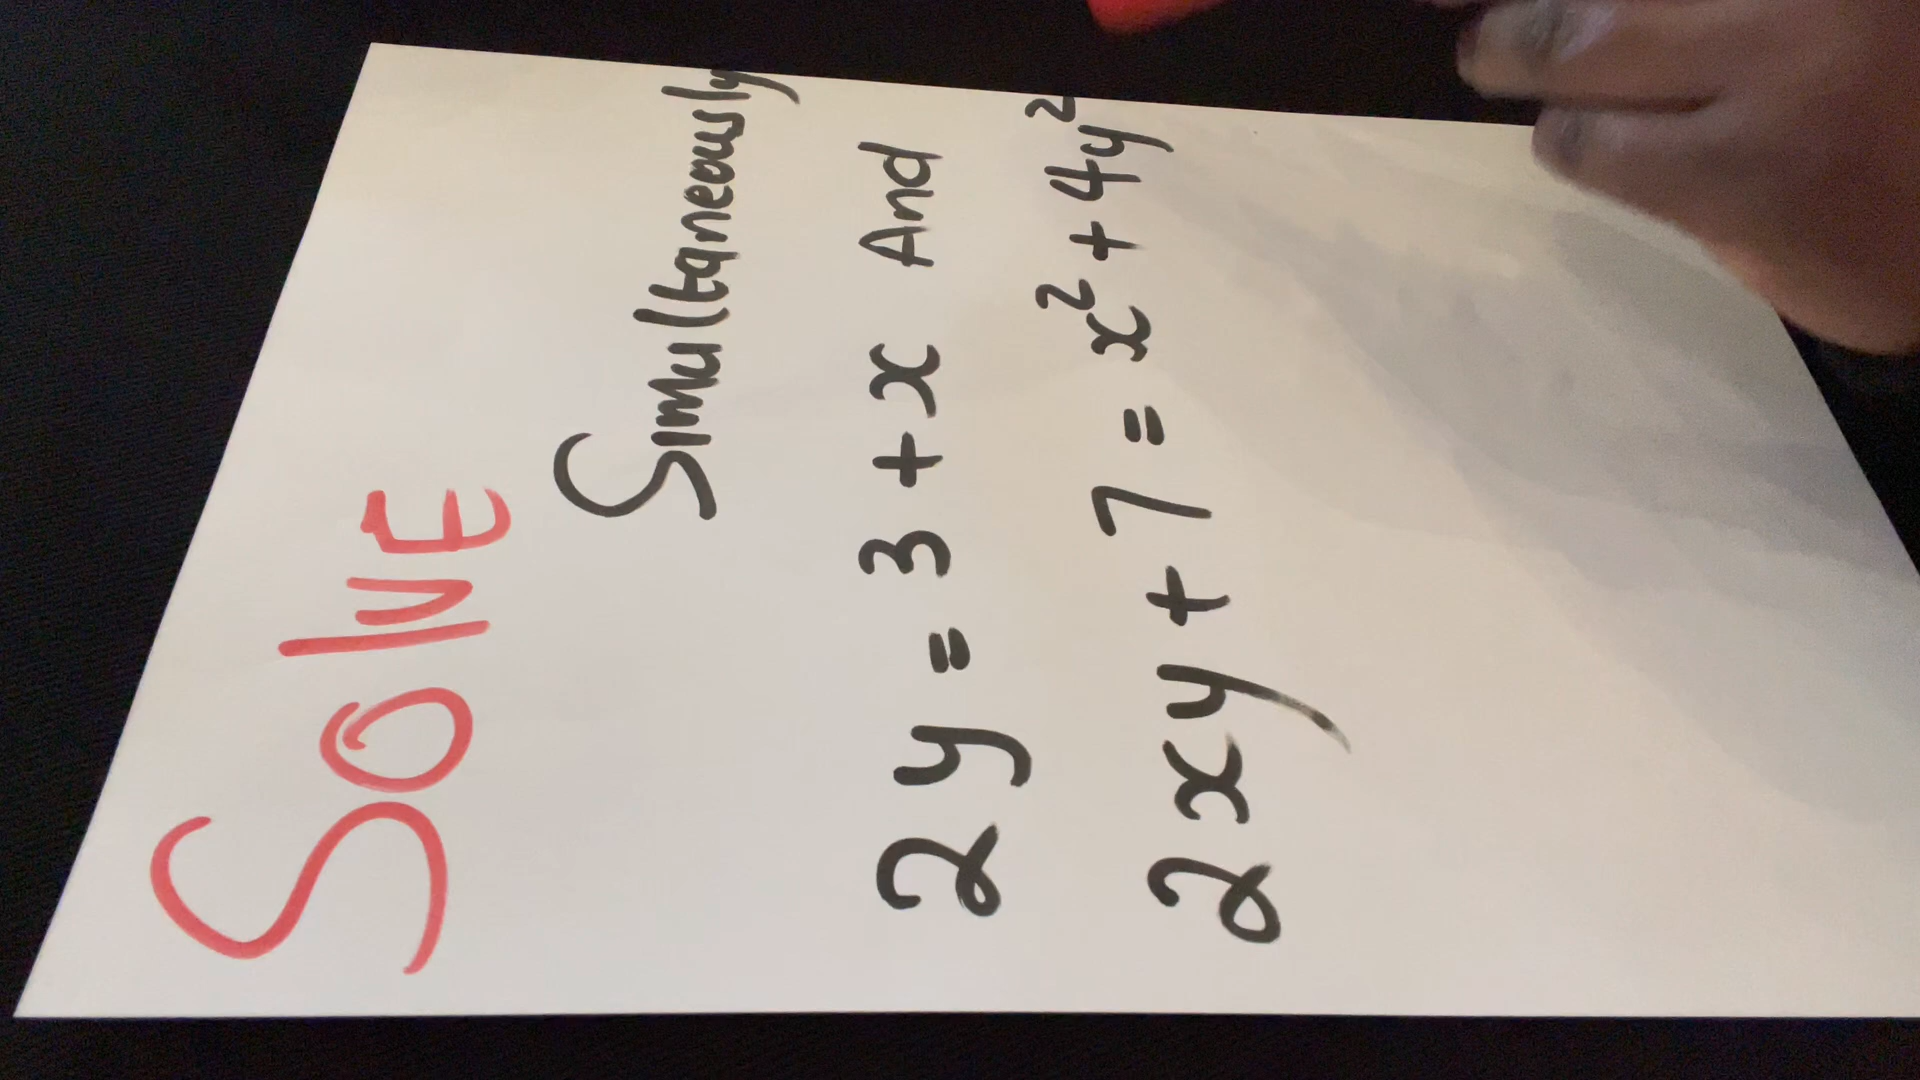 SOLVE
Simultaneously
2y = 3 + x And
2xy + 7 = x² + 4y²